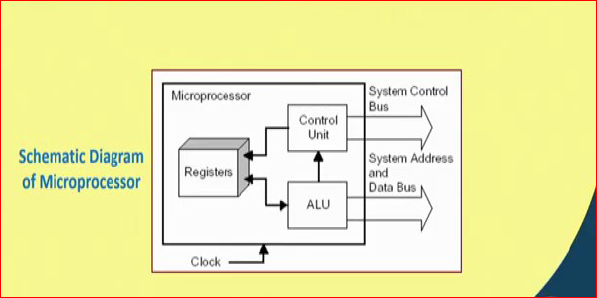 Schematic Diagram
of Microprocessor
Microprocessor
Control
Unit
Registers
ALU
Clock
System Control
Bus
System Address
and
Data Bus